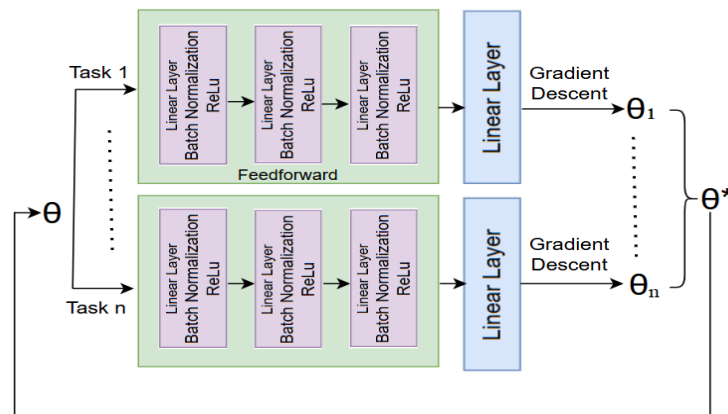 Task 1
Linear Layer
Batch Normalization
ReLu
Linear Layer
Batch Normalization
ReLu
Linear Layer
Batch Normalization
ReLu
Feedforward
Linear Layer
Gradient
Descent
θ₁
θ
θ*
Task n
Linear Layer
Batch Normalization
ReLu
Linear Layer
Batch Normalization
ReLu
Linear Layer
Batch Normalization
ReLu
Linear Layer
Gradient
Descent
θₙ